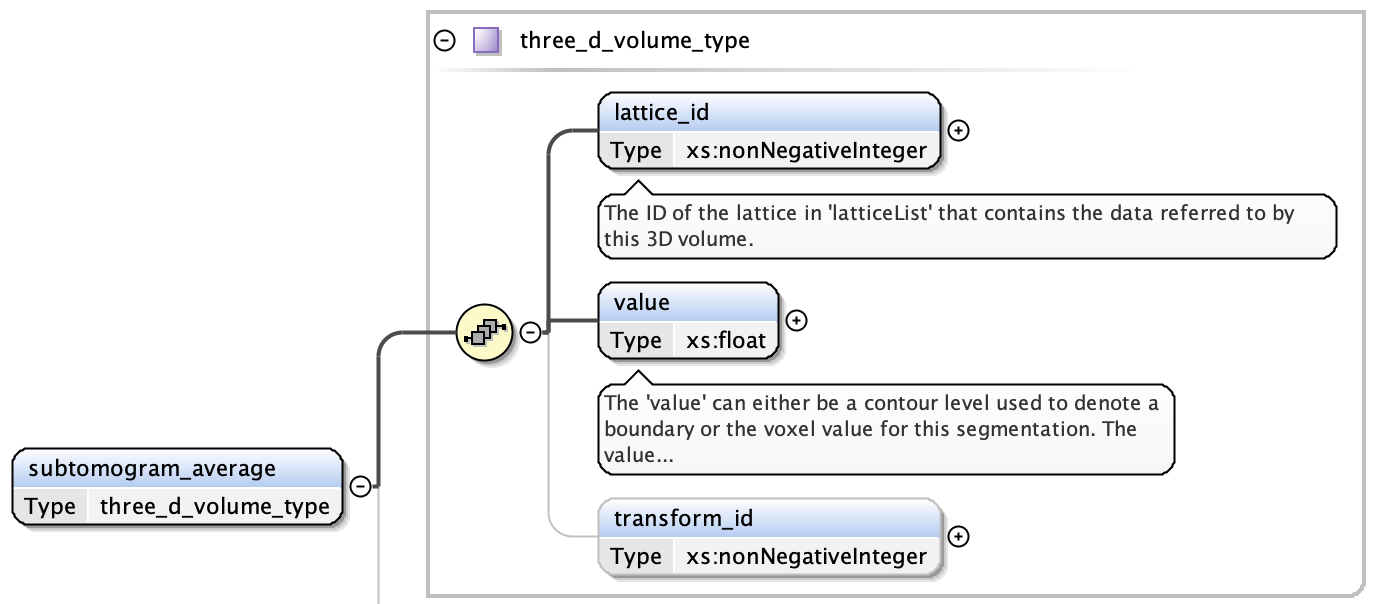 three_d_volume_type
lattice_id
Type xs:nonNegativeInteger
The ID of the lattice in 'latticeList' that contains the data referred to by
this 3D volume.
value
Type xs:float
The 'value' can either be a contour level used to denote a
boundary or the voxel value for this segmentation. The
value...
subtomogram_average
Type three_d_volume_type
transform_id
Type xs:nonNegativeInteger